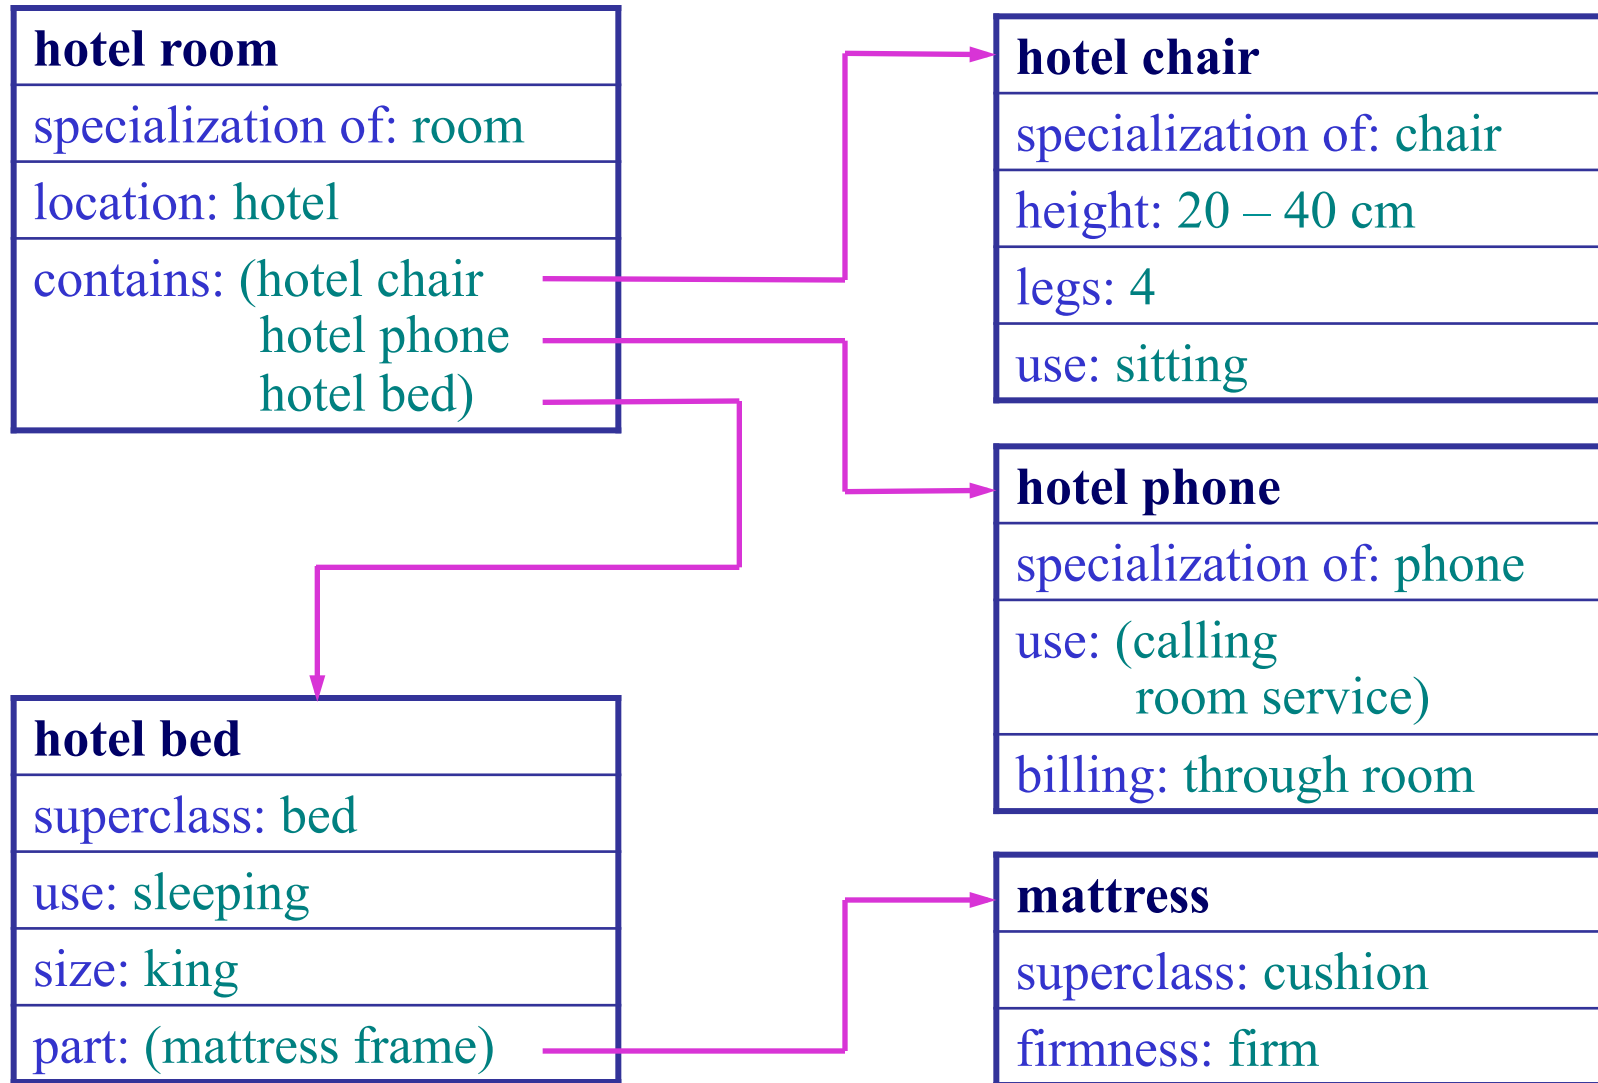 hotel room
specialization of: room
location: hotel
contains: (hotel chair
hotel phone
hotel bed)
hotel chair
specialization of: chair
height: 20 – 40 cm
legs: 4
use: sitting
hotel phone
specialization of: phone
use: (calling
room service)
billing: through room
hotel bed
superclass: bed
use: sleeping
size: king
part: (mattress frame)
mattress
superclass: cushion
firmness: firm